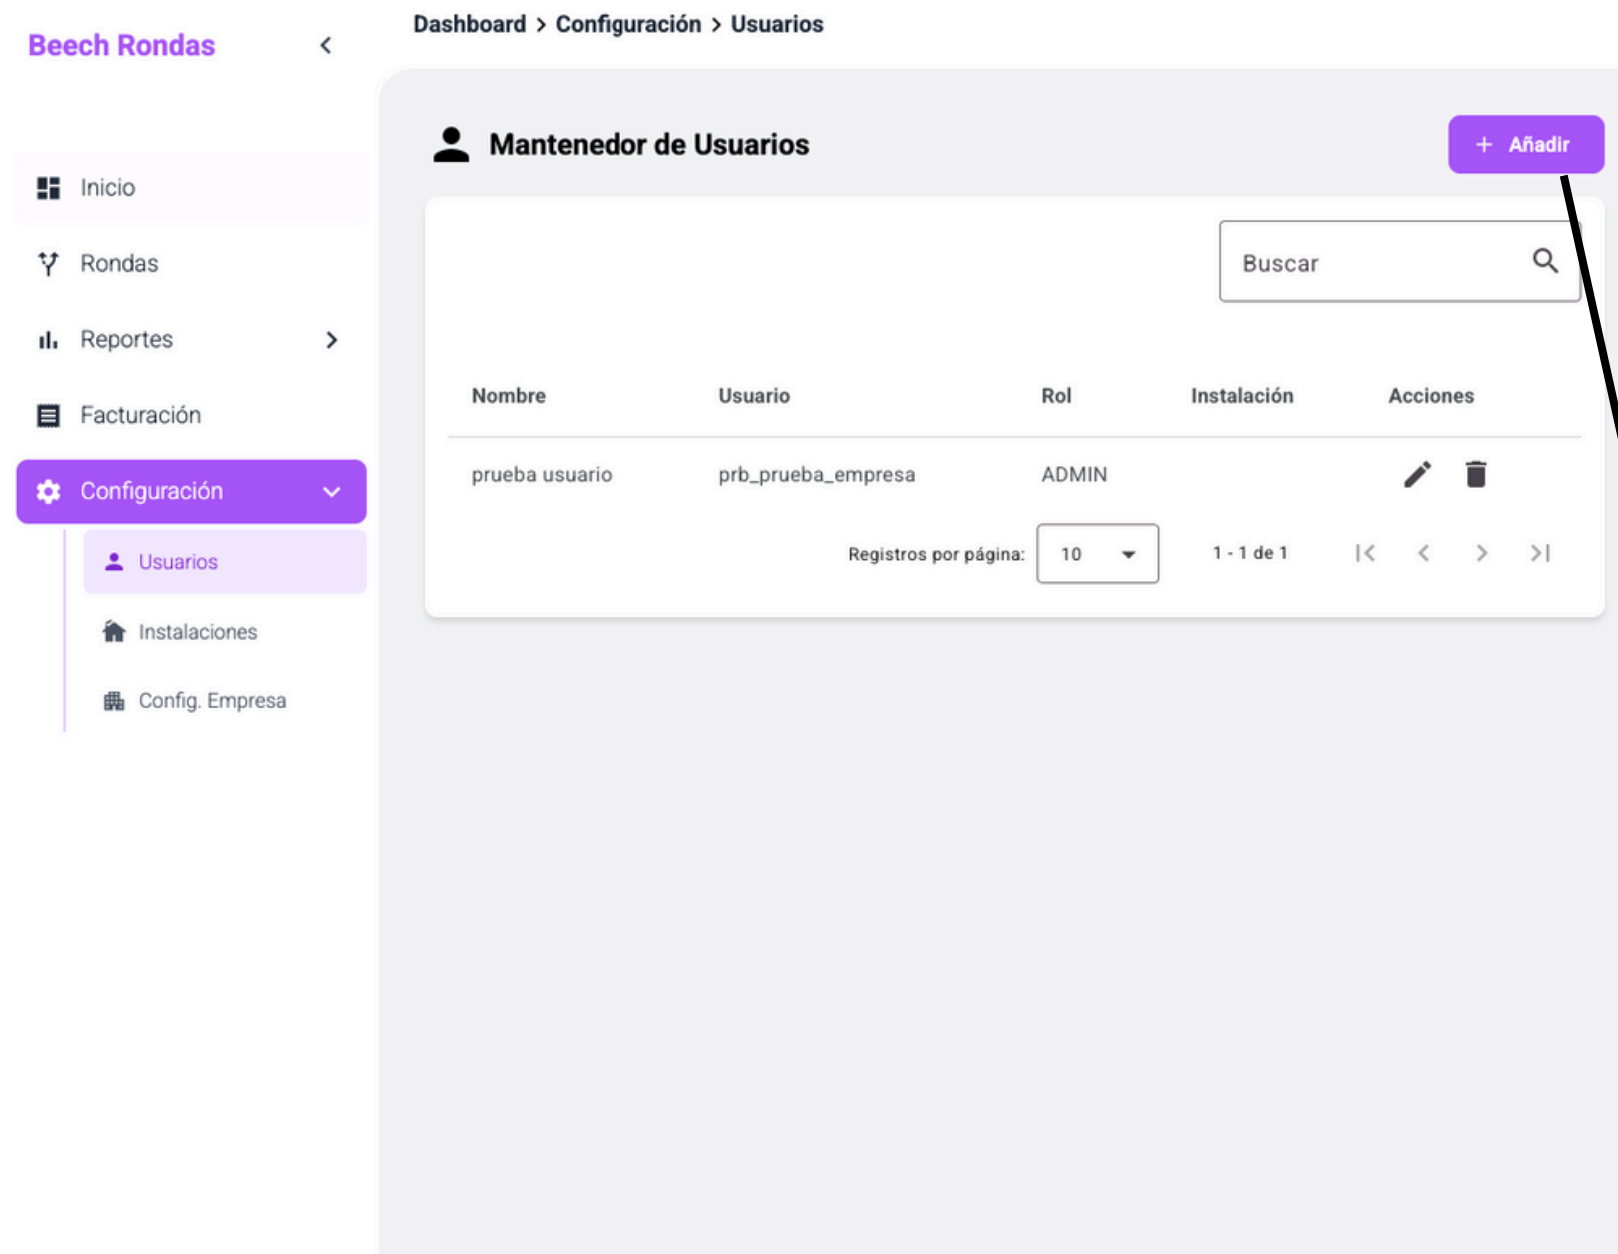 Beech Rondas
Dashboard > Configuración > Usuarios
Inicio
Rondas
Reportes
Facturación
Configuración
Usuarios
Instalaciones
Config. Empresa
Mantenedor de Usuarios
+ Añadir
Buscar
Nombre Usuario Rol Instalación Acciones
prueba usuario prb_prueba_empresa ADMIN
Registros por página: 10 1 - 1 de 1